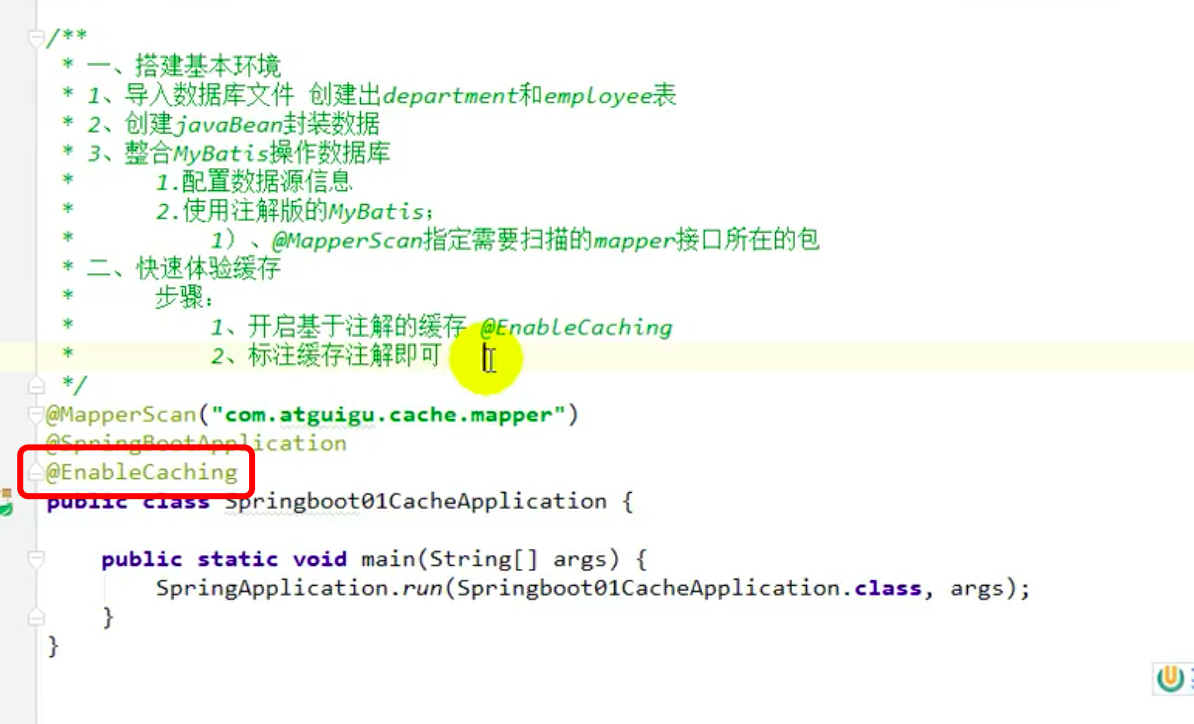 /**
 * 一、搭建基本环境
 * 1、导入数据库文件 创建出department和employee表
 * 2、创建javaBean封装数据
 * 3、整合MyBatis操作数据库
 *      1.配置数据源信息
 *      2.使用注解版的MyBatis；
 *          1）、@MapperScan指定需要扫描的mapper接口所在的包
 * 二、快速体验缓存
 *      步骤：
 *          1、开启基于注解的缓存 @EnableCaching
 *          2、标注缓存注解即可
 */
@MapperScan("com.atguigu.cache.mapper")
@SpringBootApplication
@EnableCaching
public class Springboot01CacheApplication {
    public static void main(String[] args) {
        SpringApplication.run(Springboot01CacheApplication.class, args);
    }
}